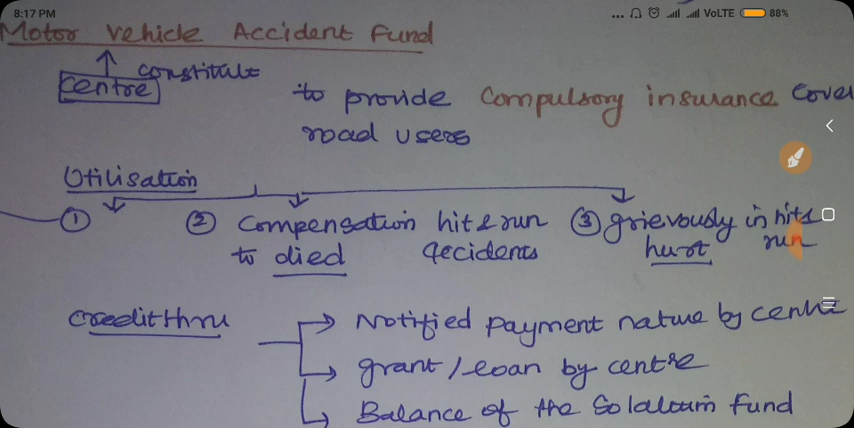 8:17 PM ... VoLTE 88%
Motor vehicle Accident Fund
constitute
Centre
to provide compulsory insurance cover
road users
Utilisation
① ② compensation hit & run ③ grievously in hit &
to died accidents hurt run
credit thru
→ Notified payment nature by centre
→ grant / loan by centre
→ Balance of the Solatium Fund